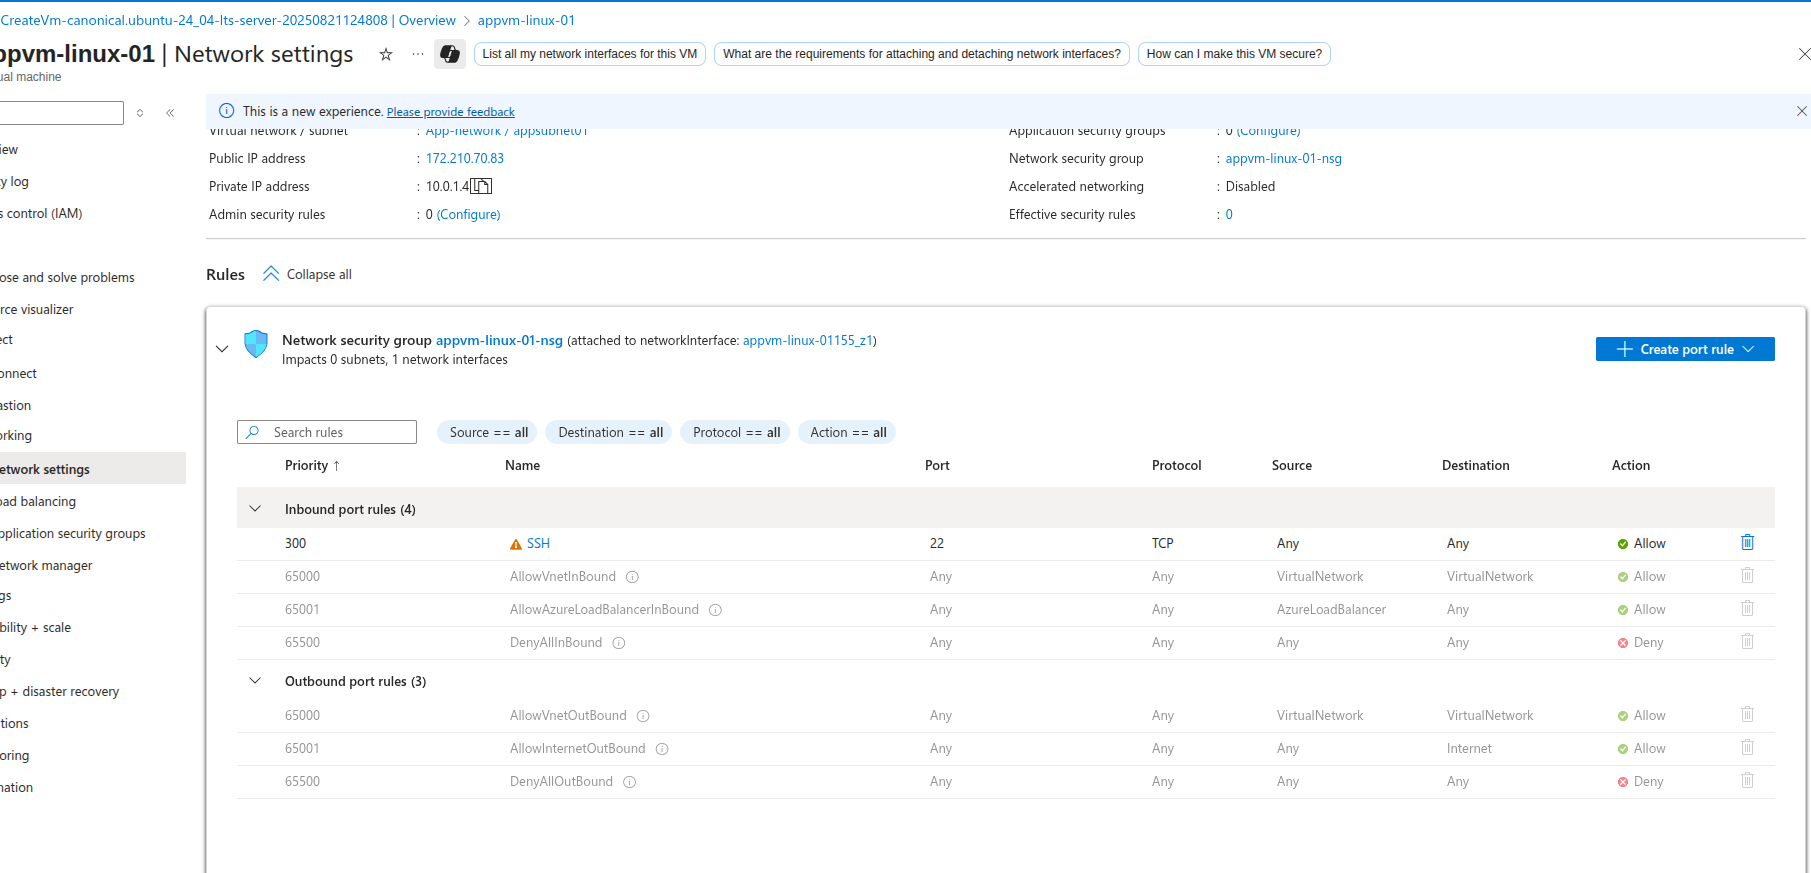 CreateVm-canonical.ubuntu-24_04-lts-server-20250821124808 | Overview > appvm-linux-01
ppvm-linux-01 | Network settings
List all my network interfaces for this VM
What are the requirements for attaching and detaching network interfaces?
How can I make this VM secure?
ual machine
This is a new experience. Please provide feedback
Virtual network / subnet : App-network / appsubnet01
Application security groups : 0 (Configure)
Public IP address : 172.210.70.83
Network security group : appvm-linux-01-nsg
Private IP address : 10.0.1.4
Accelerated networking : Disabled
Admin security rules : 0 (Configure)
Effective security rules : 0
iew
y log
s control (IAM)
ose and solve problems
rce visualizer
ect
onnect
astion
orking
etwork settings
oad balancing
pplication security groups
etwork manager
gs
bility + scale
ty
p + disaster recovery
tions
oring
nation
Rules Collapse all
Network security group appvm-linux-01-nsg (attached to networkInterface: appvm-linux-01155_z1)
Impacts 0 subnets, 1 network interfaces
Create port rule
Search rules
Source == all
Destination == all
Protocol == all
Action == all
Priority ↑ Name Port Protocol Source Destination Action
Inbound port rules (4)
300 SSH 22 TCP Any Any Allow
65000 AllowVnetInBound Any Any VirtualNetwork VirtualNetwork Allow
65001 AllowAzureLoadBalancerInBound Any Any AzureLoadBalancer Any Allow
65500 DenyAllInBound Any Any Any Any Deny
Outbound port rules (3)
65000 AllowVnetOutBound Any Any VirtualNetwork VirtualNetwork Allow
65001 AllowInternetOutBound Any Any Any Internet Allow
65500 DenyAllOutBound Any Any Any Any Deny